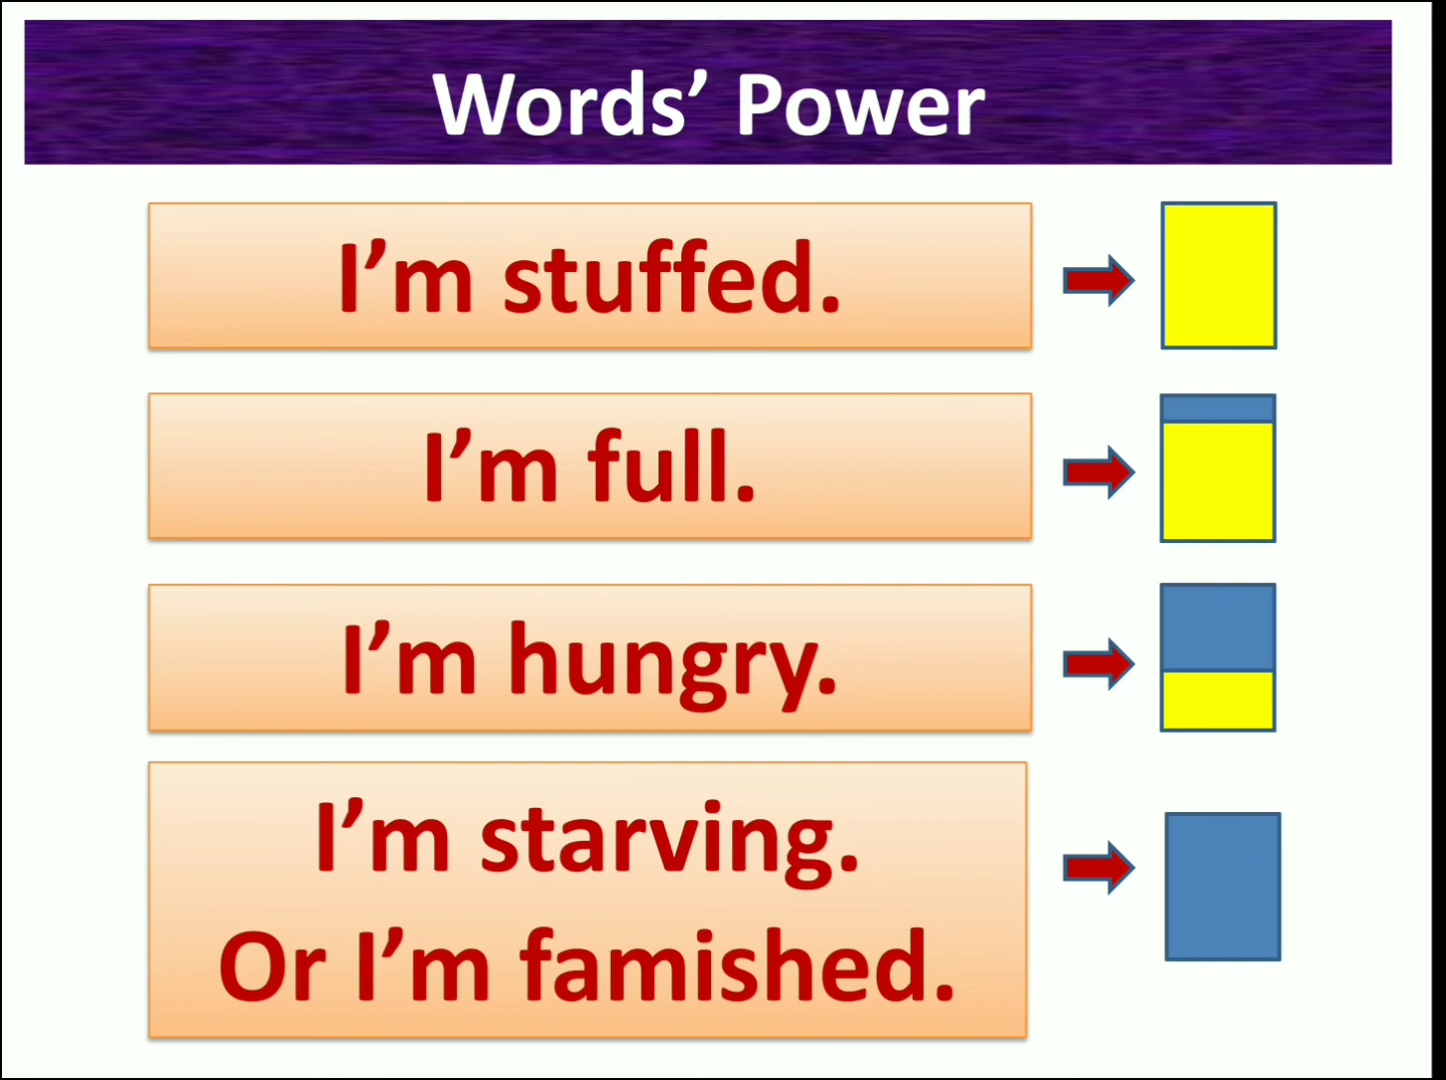 Words’ Power
I’m stuffed.
I’m full.
I’m hungry.
I’m starving.
Or I’m famished.